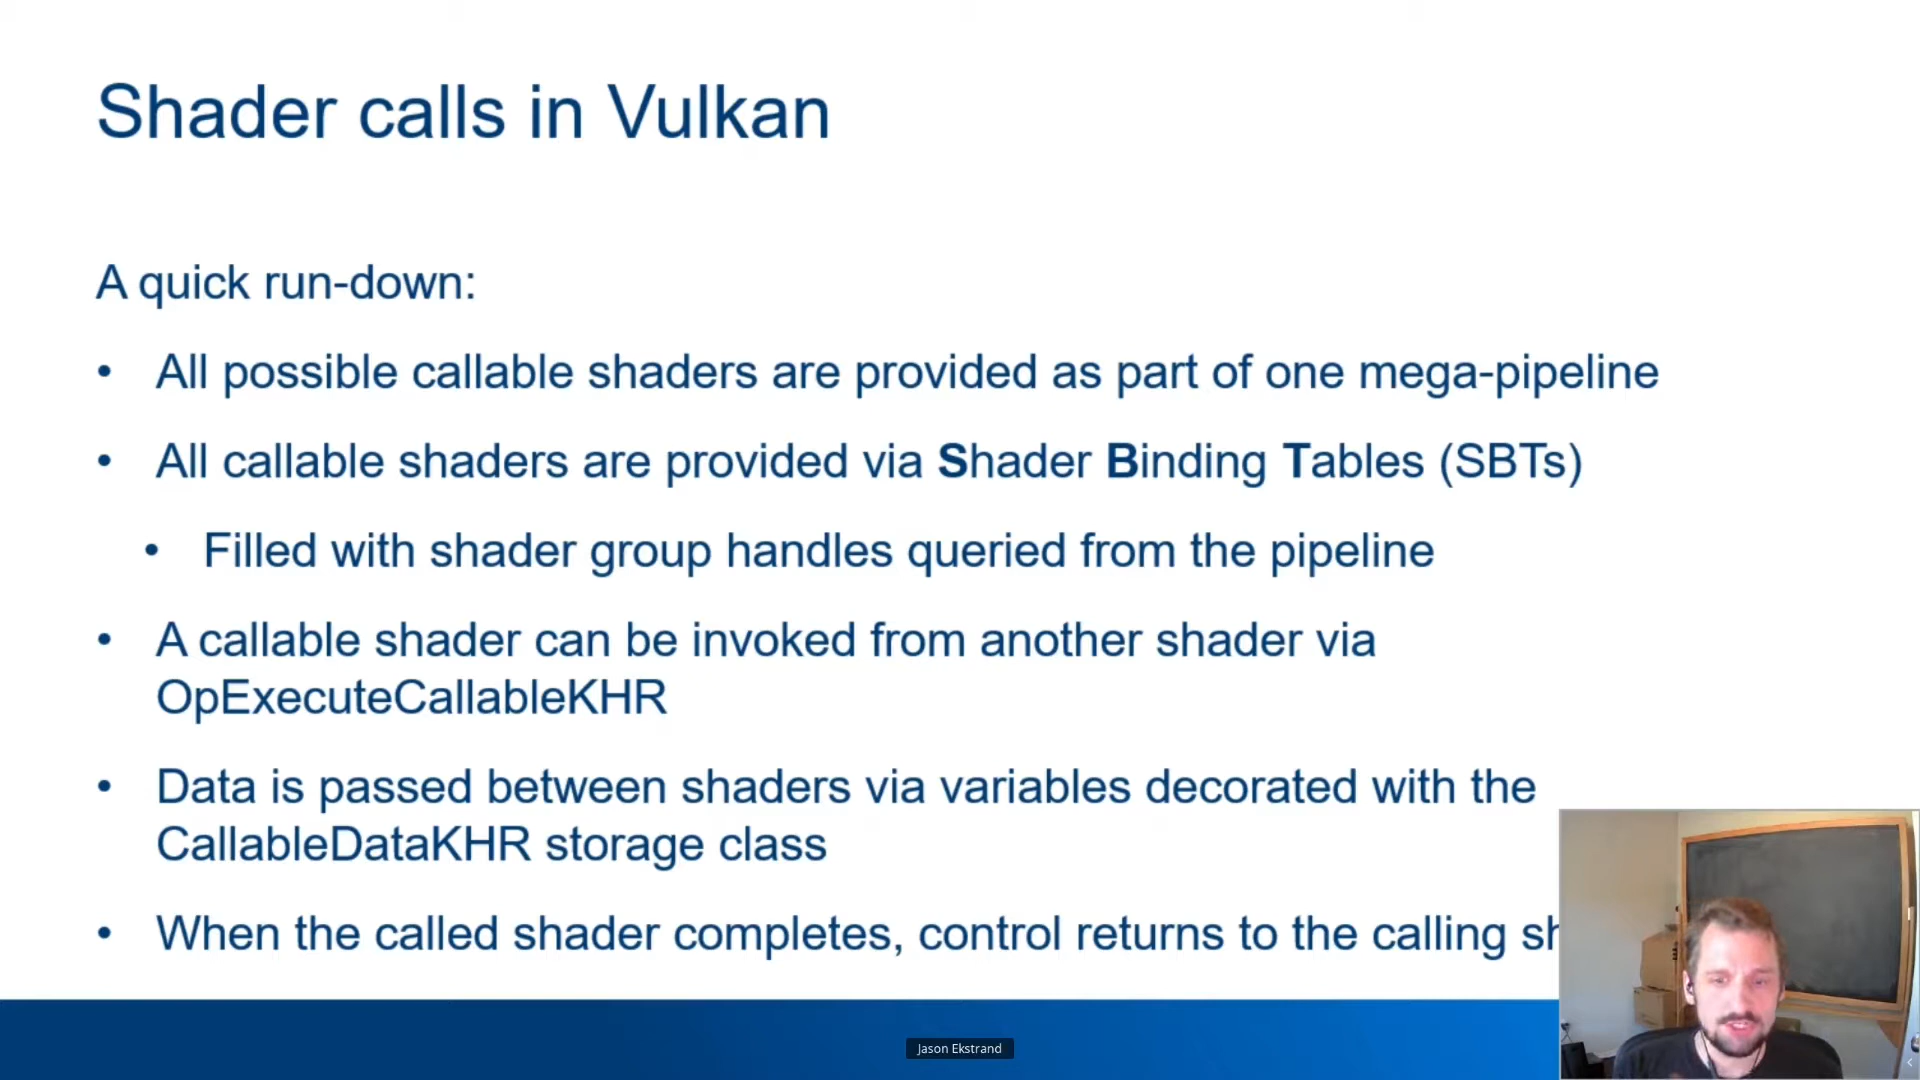 Shader calls in Vulkan
A quick run-down:
• All possible callable shaders are provided as part of one mega-pipeline
• All callable shaders are provided via Shader Binding Tables (SBTs)
• Filled with shader group handles queried from the pipeline
• A callable shader can be invoked from another shader via
OpExecuteCallableKHR
• Data is passed between shaders via variables decorated with the
CallableDataKHR storage class
• When the called shader completes, control returns to the calling sh
Jason Ekstrand